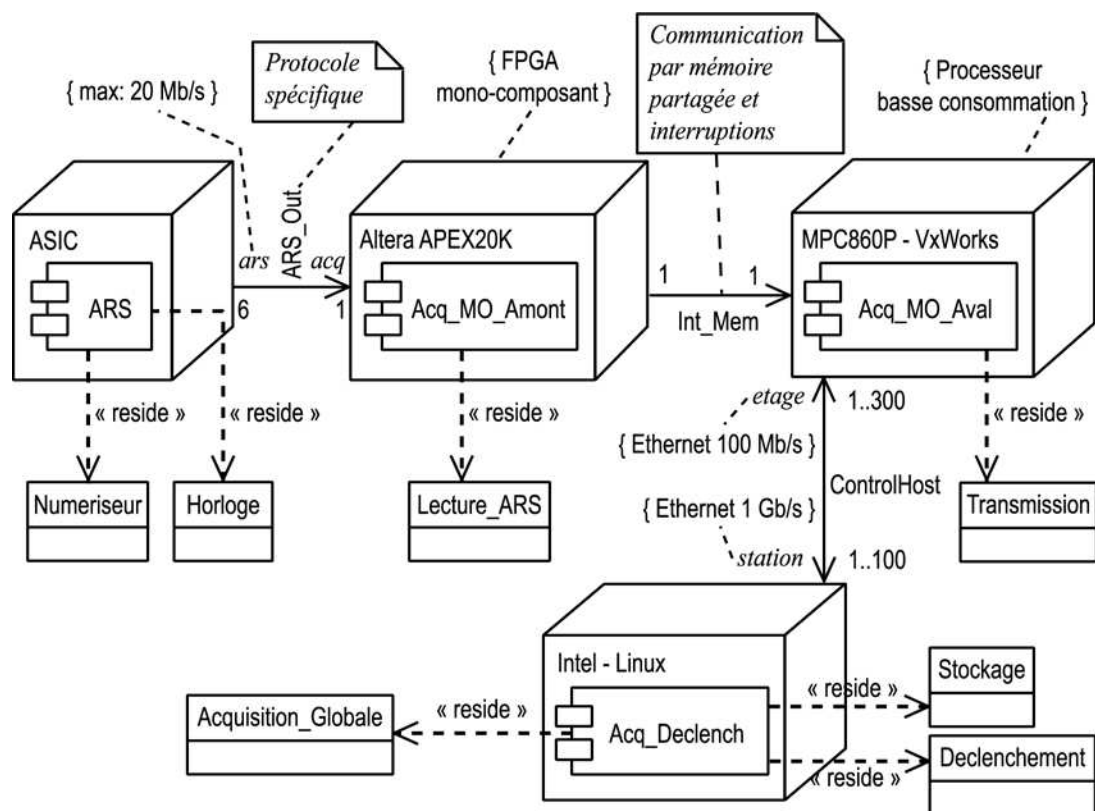 { max: 20 Mb/s }
Protocole
spécifique
{ FPGA
mono-composant }
Communication
par mémoire
partagée et
interruptions
{ Processeur
basse consommation }
ASIC
ARS
ars
ARS_Out
acq
6
1
Altera APEX20K
Acq_MO_Amont
1
1
Int_Mem
MPC860P - VxWorks
Acq_MO_Aval
« reside »
« reside »
« reside »
etage
1..300
« reside »
{ Ethernet 100 Mb/s }
Numeriseur
Horloge
Lecture_ARS
ControlHost
{ Ethernet 1 Gb/s }
Transmission
station
1..100
Intel - Linux
Acq_Declench
« reside »
Acquisition_Globale
« reside »
Stockage
« reside »
Declenchement